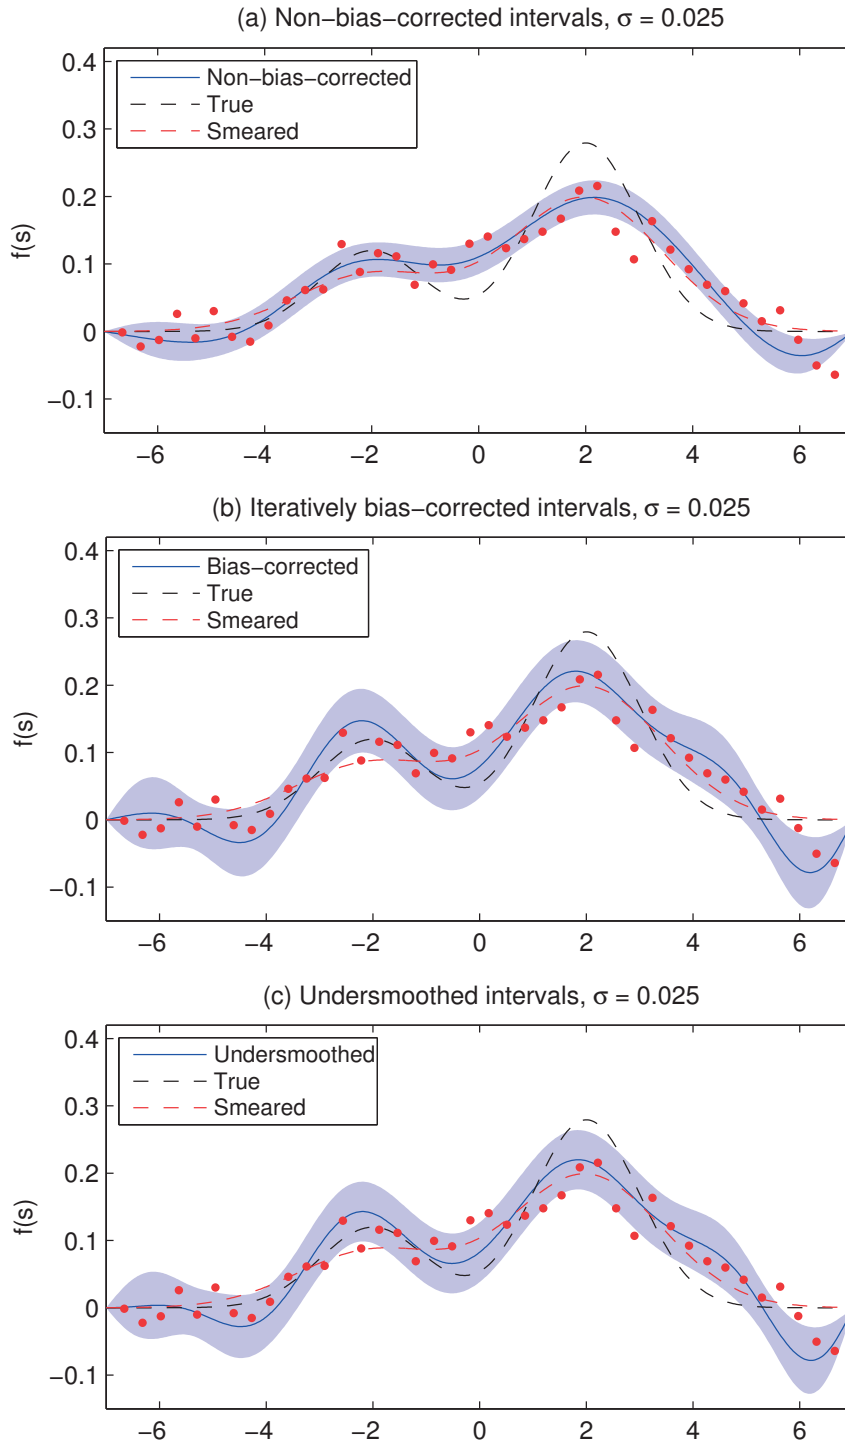 (a) Non−bias−corrected intervals, σ = 0.025
0.4
0.3
0.2
0.1
0
−0.1
f(s)
Non−bias−corrected
True
Smeared
−6 −4 −2 0 2 4 6
(b) Iteratively bias−corrected intervals, σ = 0.025
0.4
0.3
0.2
0.1
0
−0.1
f(s)
Bias−corrected
True
Smeared
−6 −4 −2 0 2 4 6
(c) Undersmoothed intervals, σ = 0.025
0.4
0.3
0.2
0.1
0
−0.1
f(s)
Undersmoothed
True
Smeared
−6 −4 −2 0 2 4 6